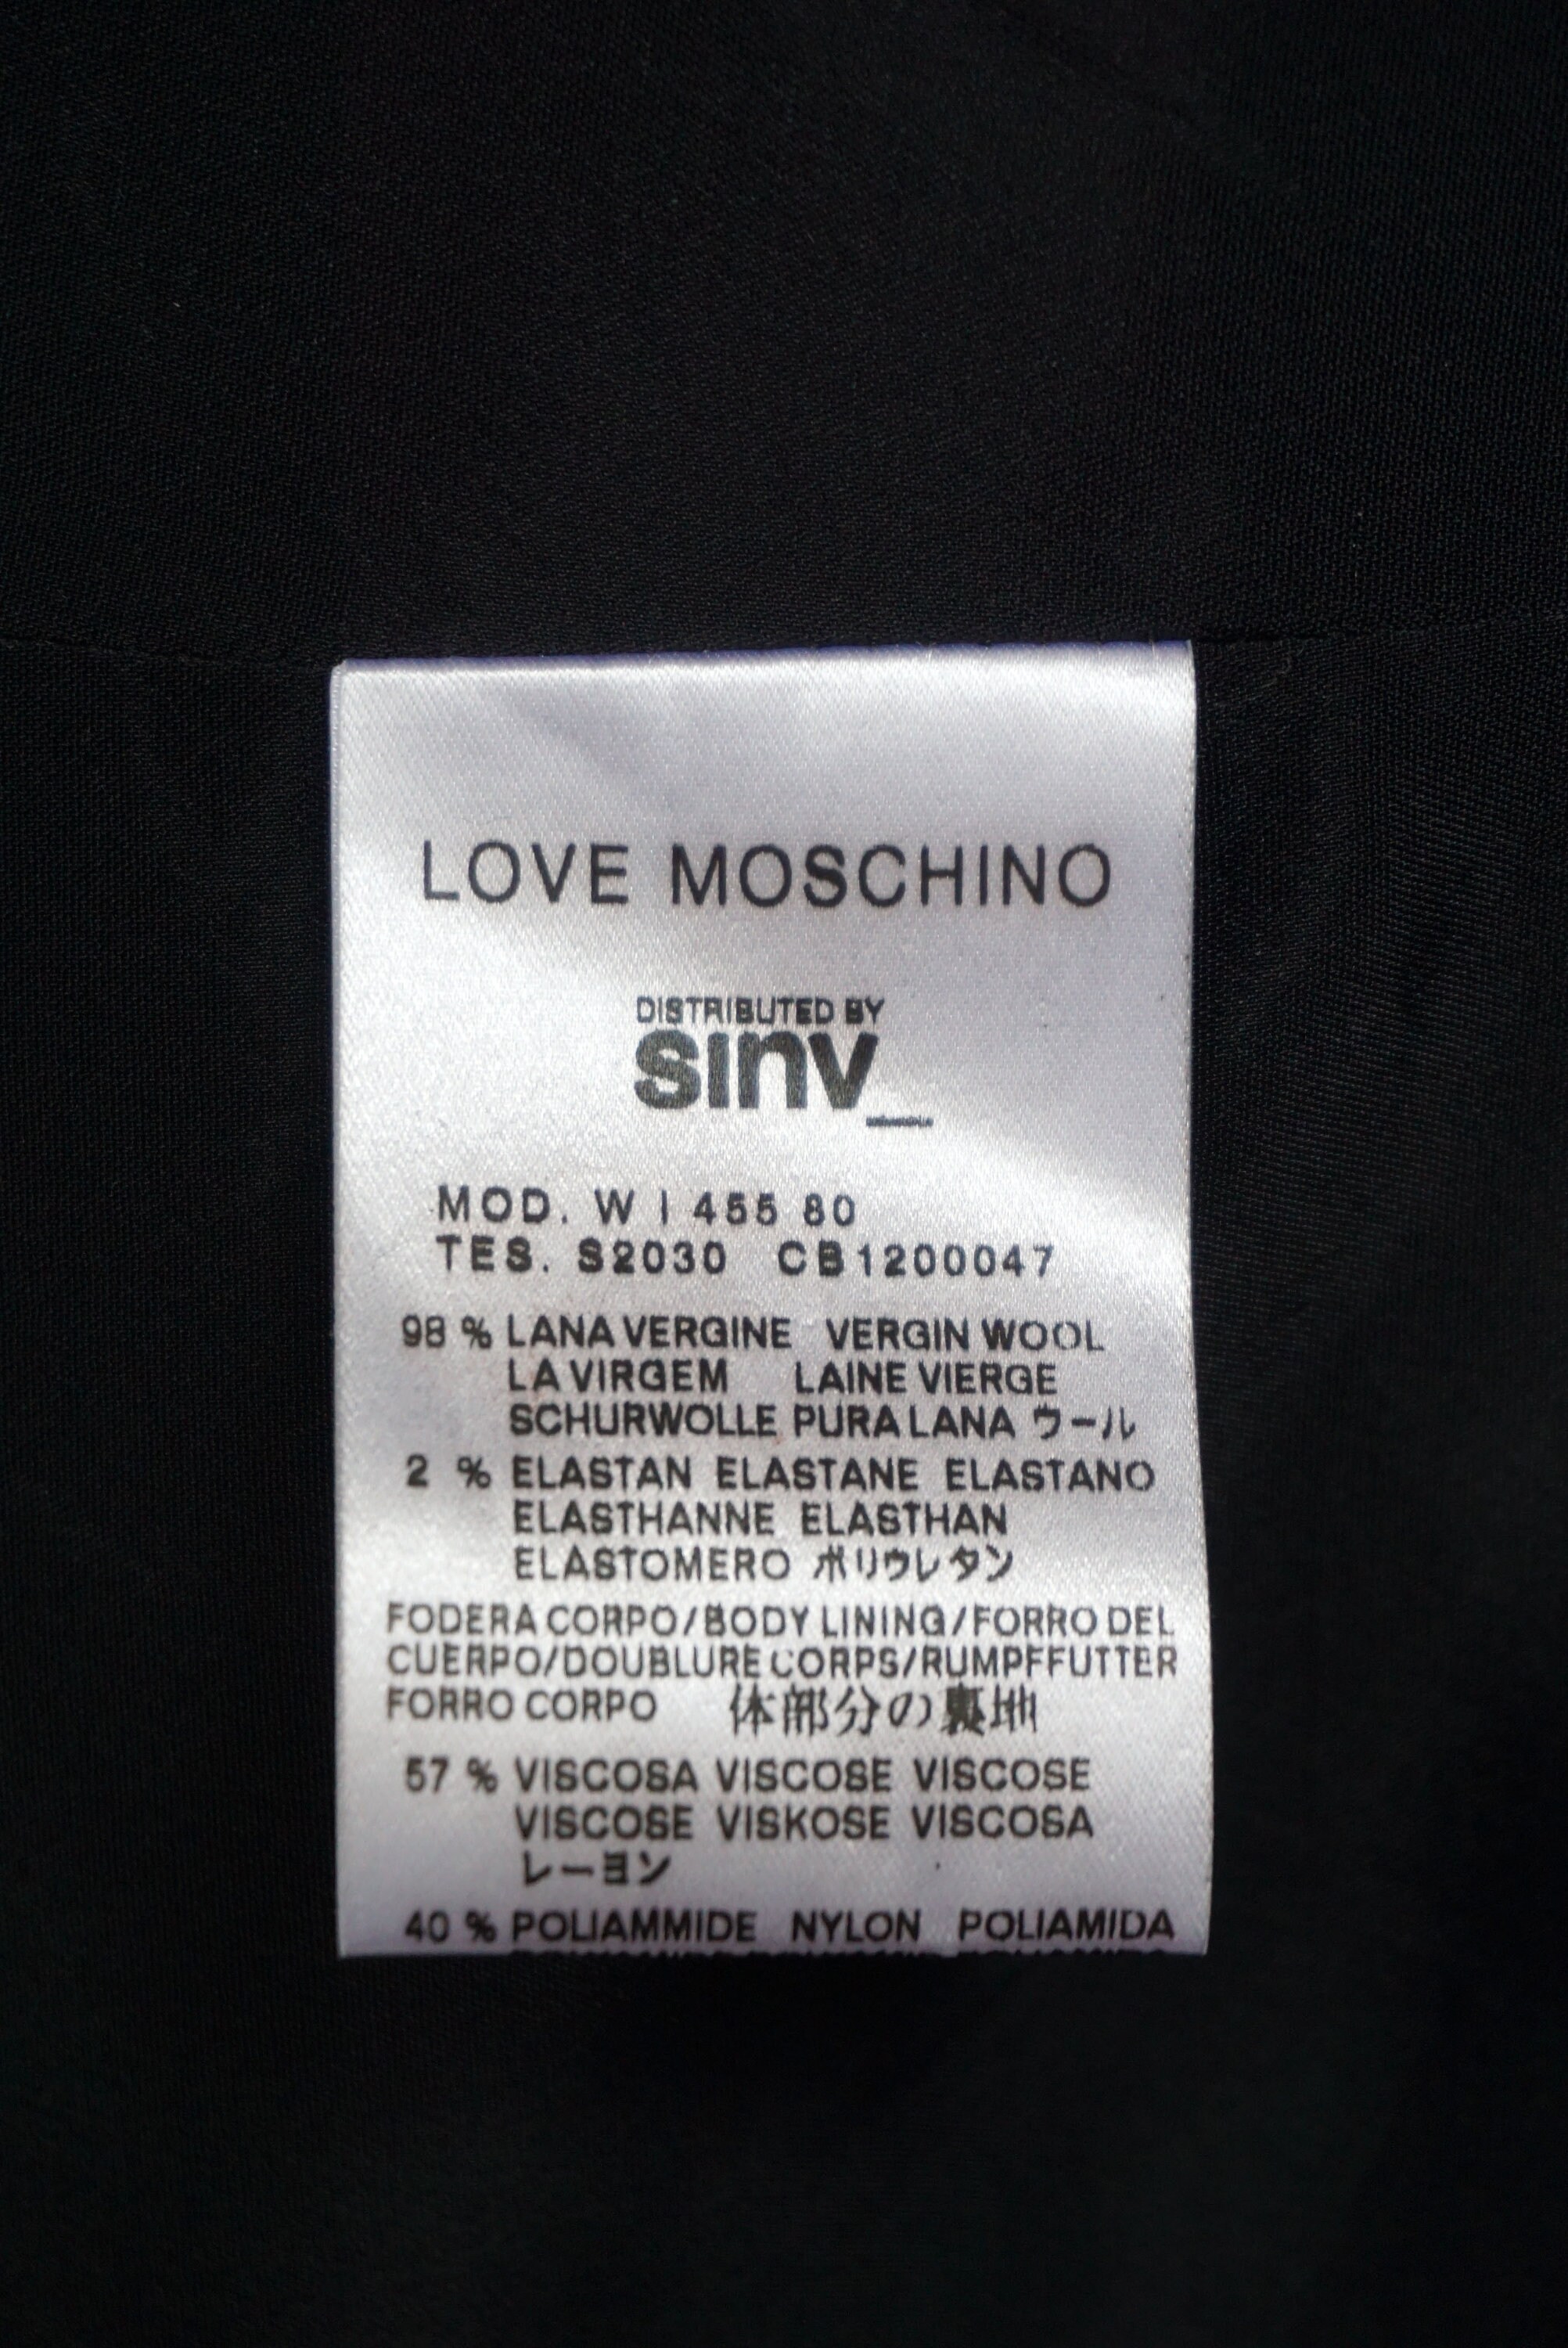 LOVE MOSCHINO
DISTRIBUTED BY
sinv_
MOD. W I 455 80
TES. S2030 CB1200047
98 % LANA VERGINE VERGIN WOOL
LA VIRGEM LAINE VIERGE
SCHURWOLLE PURA LANA ウール
2 % ELASTAN ELASTANE ELASTANO
ELASTHANNE ELASTHAN
ELASTOMERO ポリウレタン
FODERA CORPO/BODY LINING/FORRO DEL
CUERPO/DOUBLURE CORPS/RUMPFFUTTER
FORRO CORPO 体部分の裏地
57 % VISCOSA VISCOSE VISCOSE
VISCOSE VISKOSE VISCOSA
レーヨン
40 % POLIAMMIDE NYLON POLIAMIDA